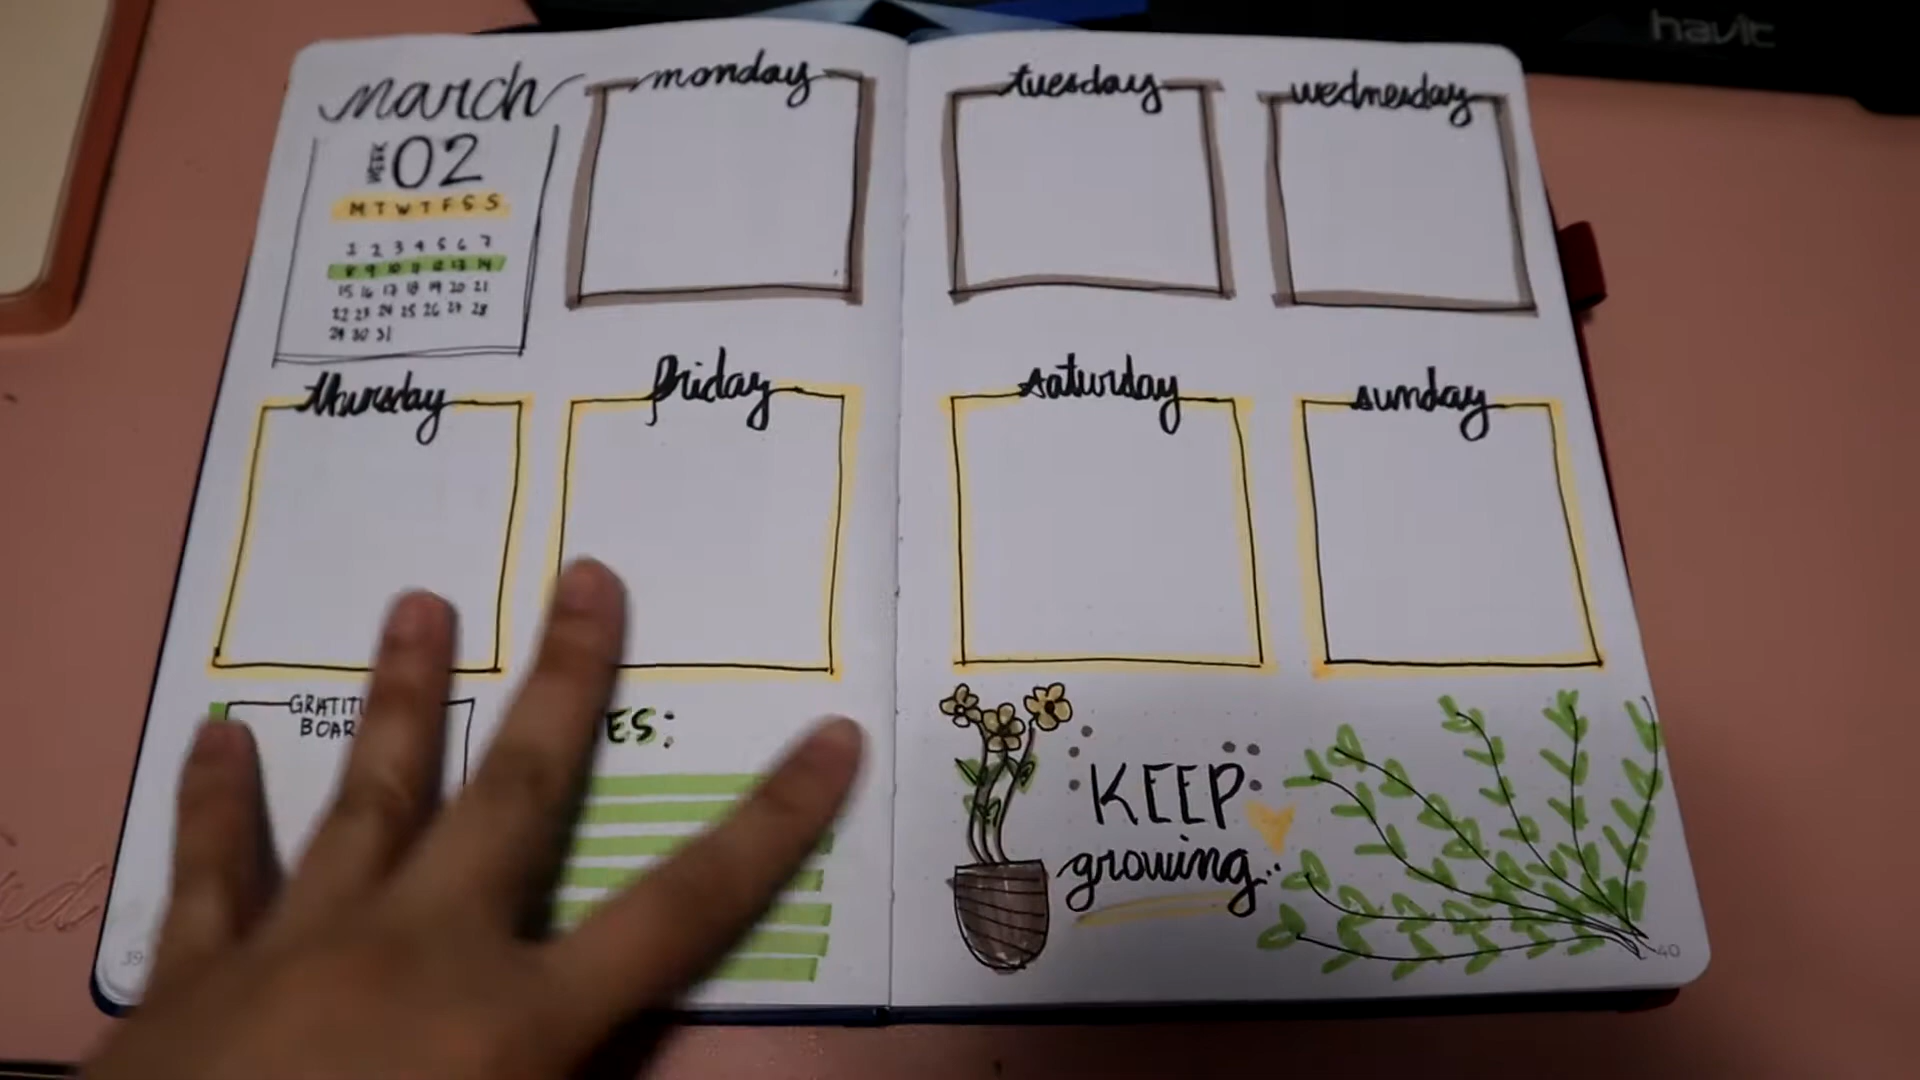 havit
march
monday
tuesday
wednesday
WEEK
02
M T W T F S S
1 2 3 4 5 6 7
8 9 10 11 12 13 14
15 16 17 18 19 20 21
22 23 24 25 26 27 28
29 30 31
thursday
friday
saturday
sunday
KEEP
growing..
39
40